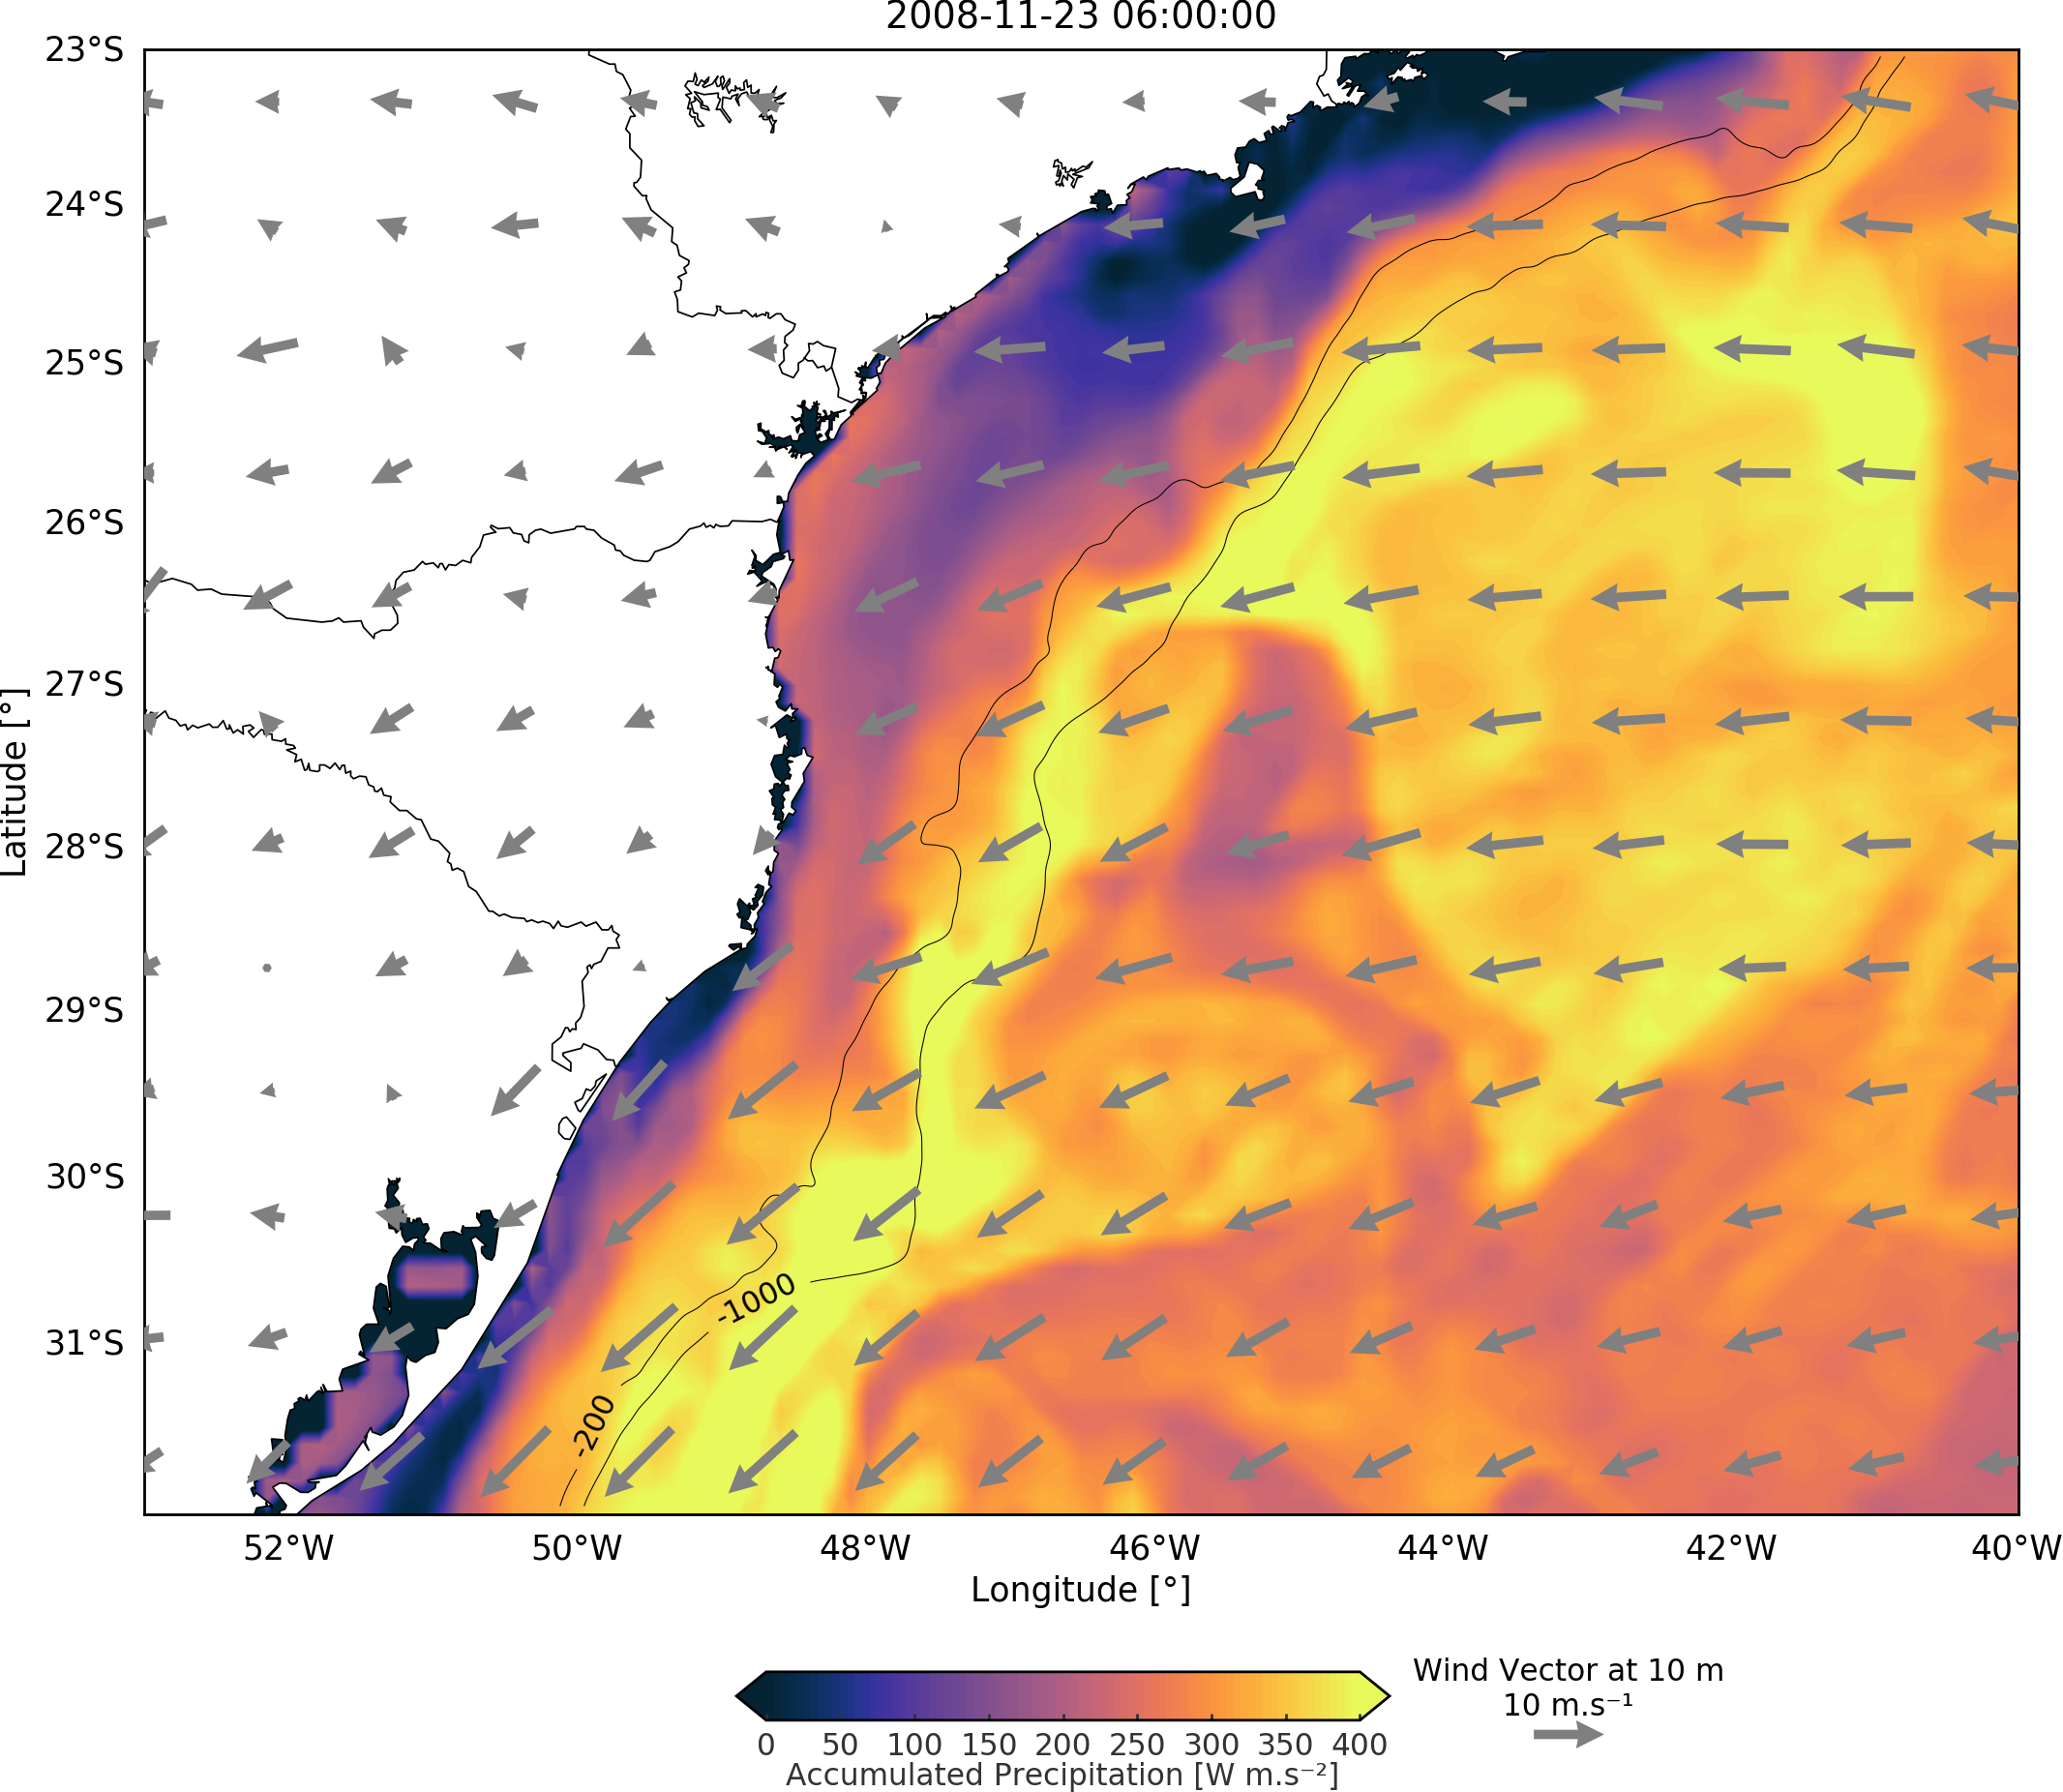 2008-11-23 06:00:00
23°S
24°S
25°S
26°S
27°S
28°S
29°S
30°S
31°S
Latitude [°]
-1000
-200
52°W
50°W
48°W
46°W
44°W
42°W
40°W
Longitude [°]
Wind Vector at 10 m
10 m.s⁻¹
0
50
100
150
200
250
300
350
400
Accumulated Precipitation [W m.s⁻²]